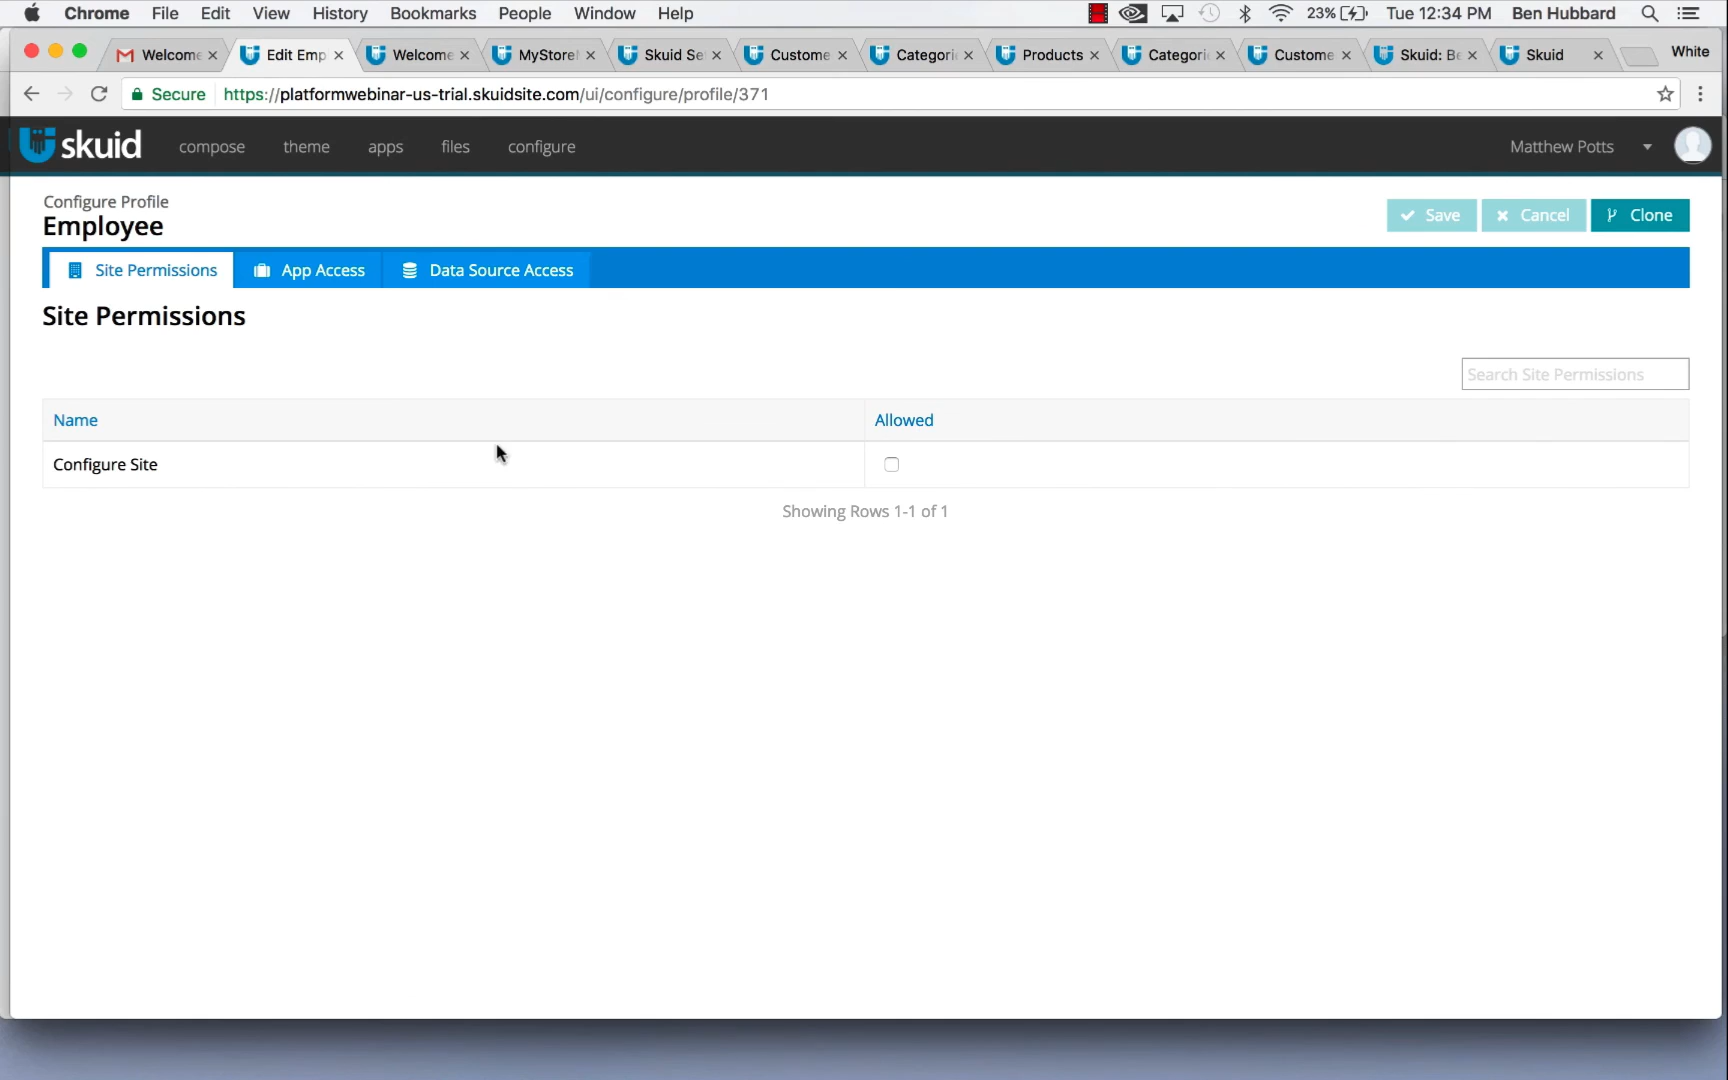 Chrome File Edit View History Bookmarks People Window Help 23% Tue 12:34 PM Ben Hubbard
Welcome Edit Emp Welcome MyStore Skuid Se Custome Categori Products Categori Custome Skuid: Be Skuid White
Secure https://platformwebinar-us-trial.skuidsite.com/ui/configure/profile/371
skuid compose theme apps files configure Matthew Potts
Configure Profile
Employee
Save Cancel Clone
Site Permissions App Access Data Source Access
Site Permissions
Search Site Permissions
Name Allowed
Configure Site
Showing Rows 1-1 of 1